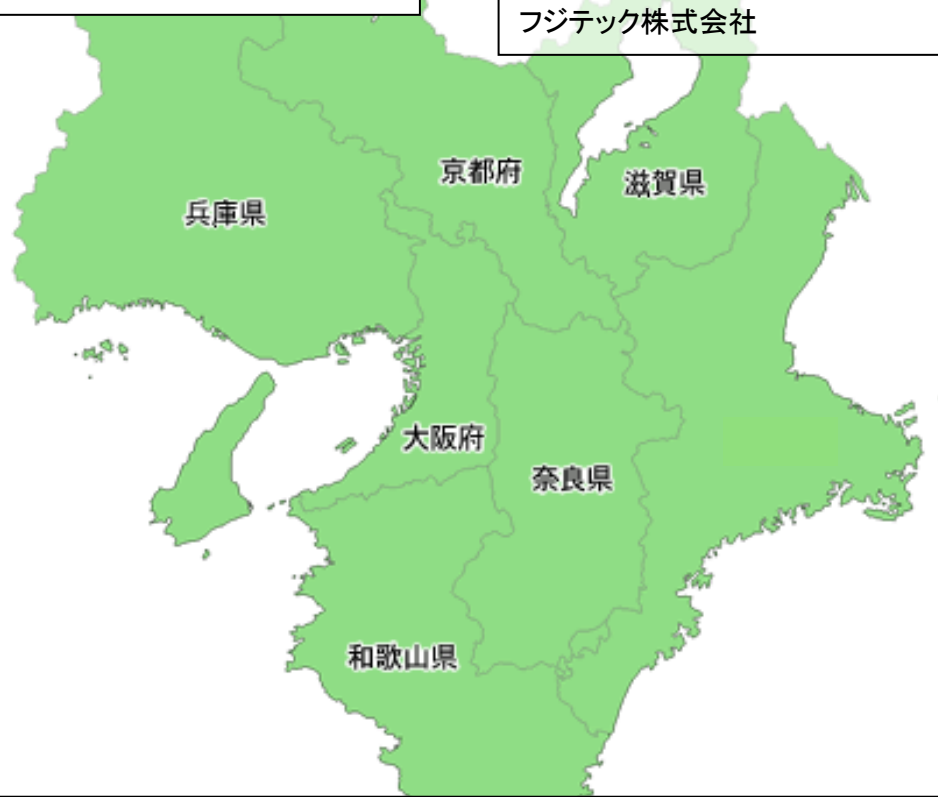 フジテック株式会社
京都府
滋賀県
兵庫県
大阪府
奈良県
和歌山県